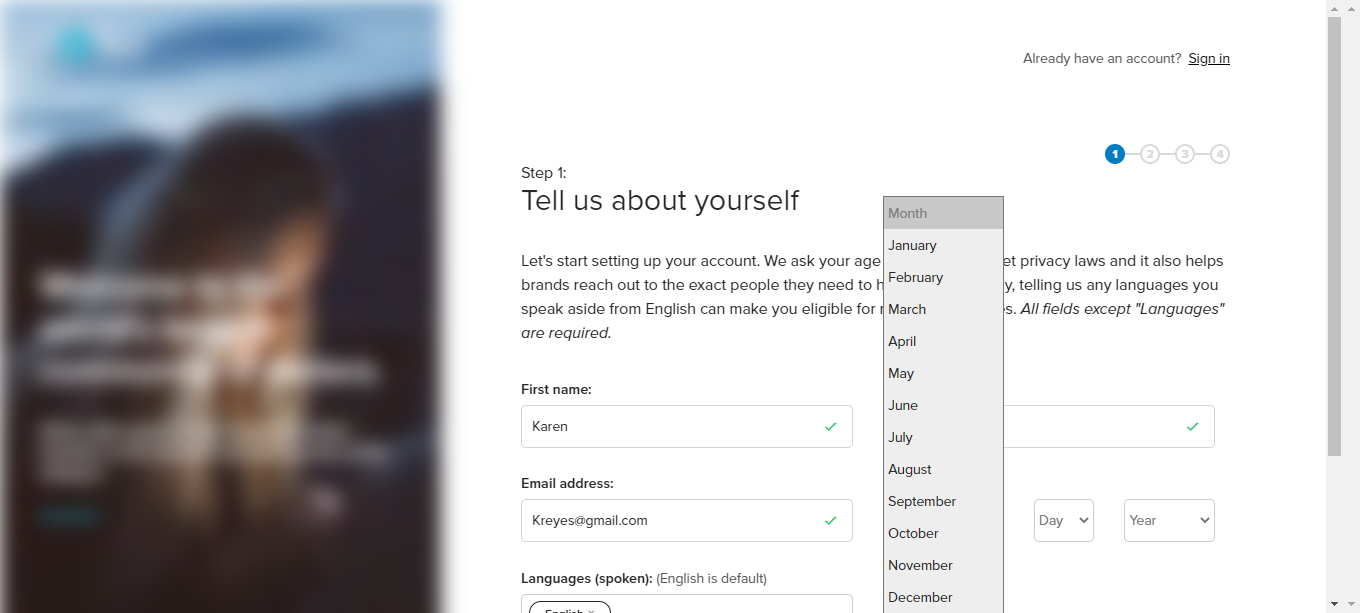 Already have an account? Sign in
1 2 3 4
Step 1:
Tell us about yourself
Let's start setting up your account. We ask your age et privacy laws and it also helps
brands reach out to the exact people they need to h y, telling us any languages you
speak aside from English can make you eligible for s. All fields except "Languages"
are required.
First name:
Karen
Email address:
Kreyes@gmail.com
Month
January
February
March
April
May
June
July
August
September
October
November
December
Day
Year
Languages (spoken): (English is default)
English ×